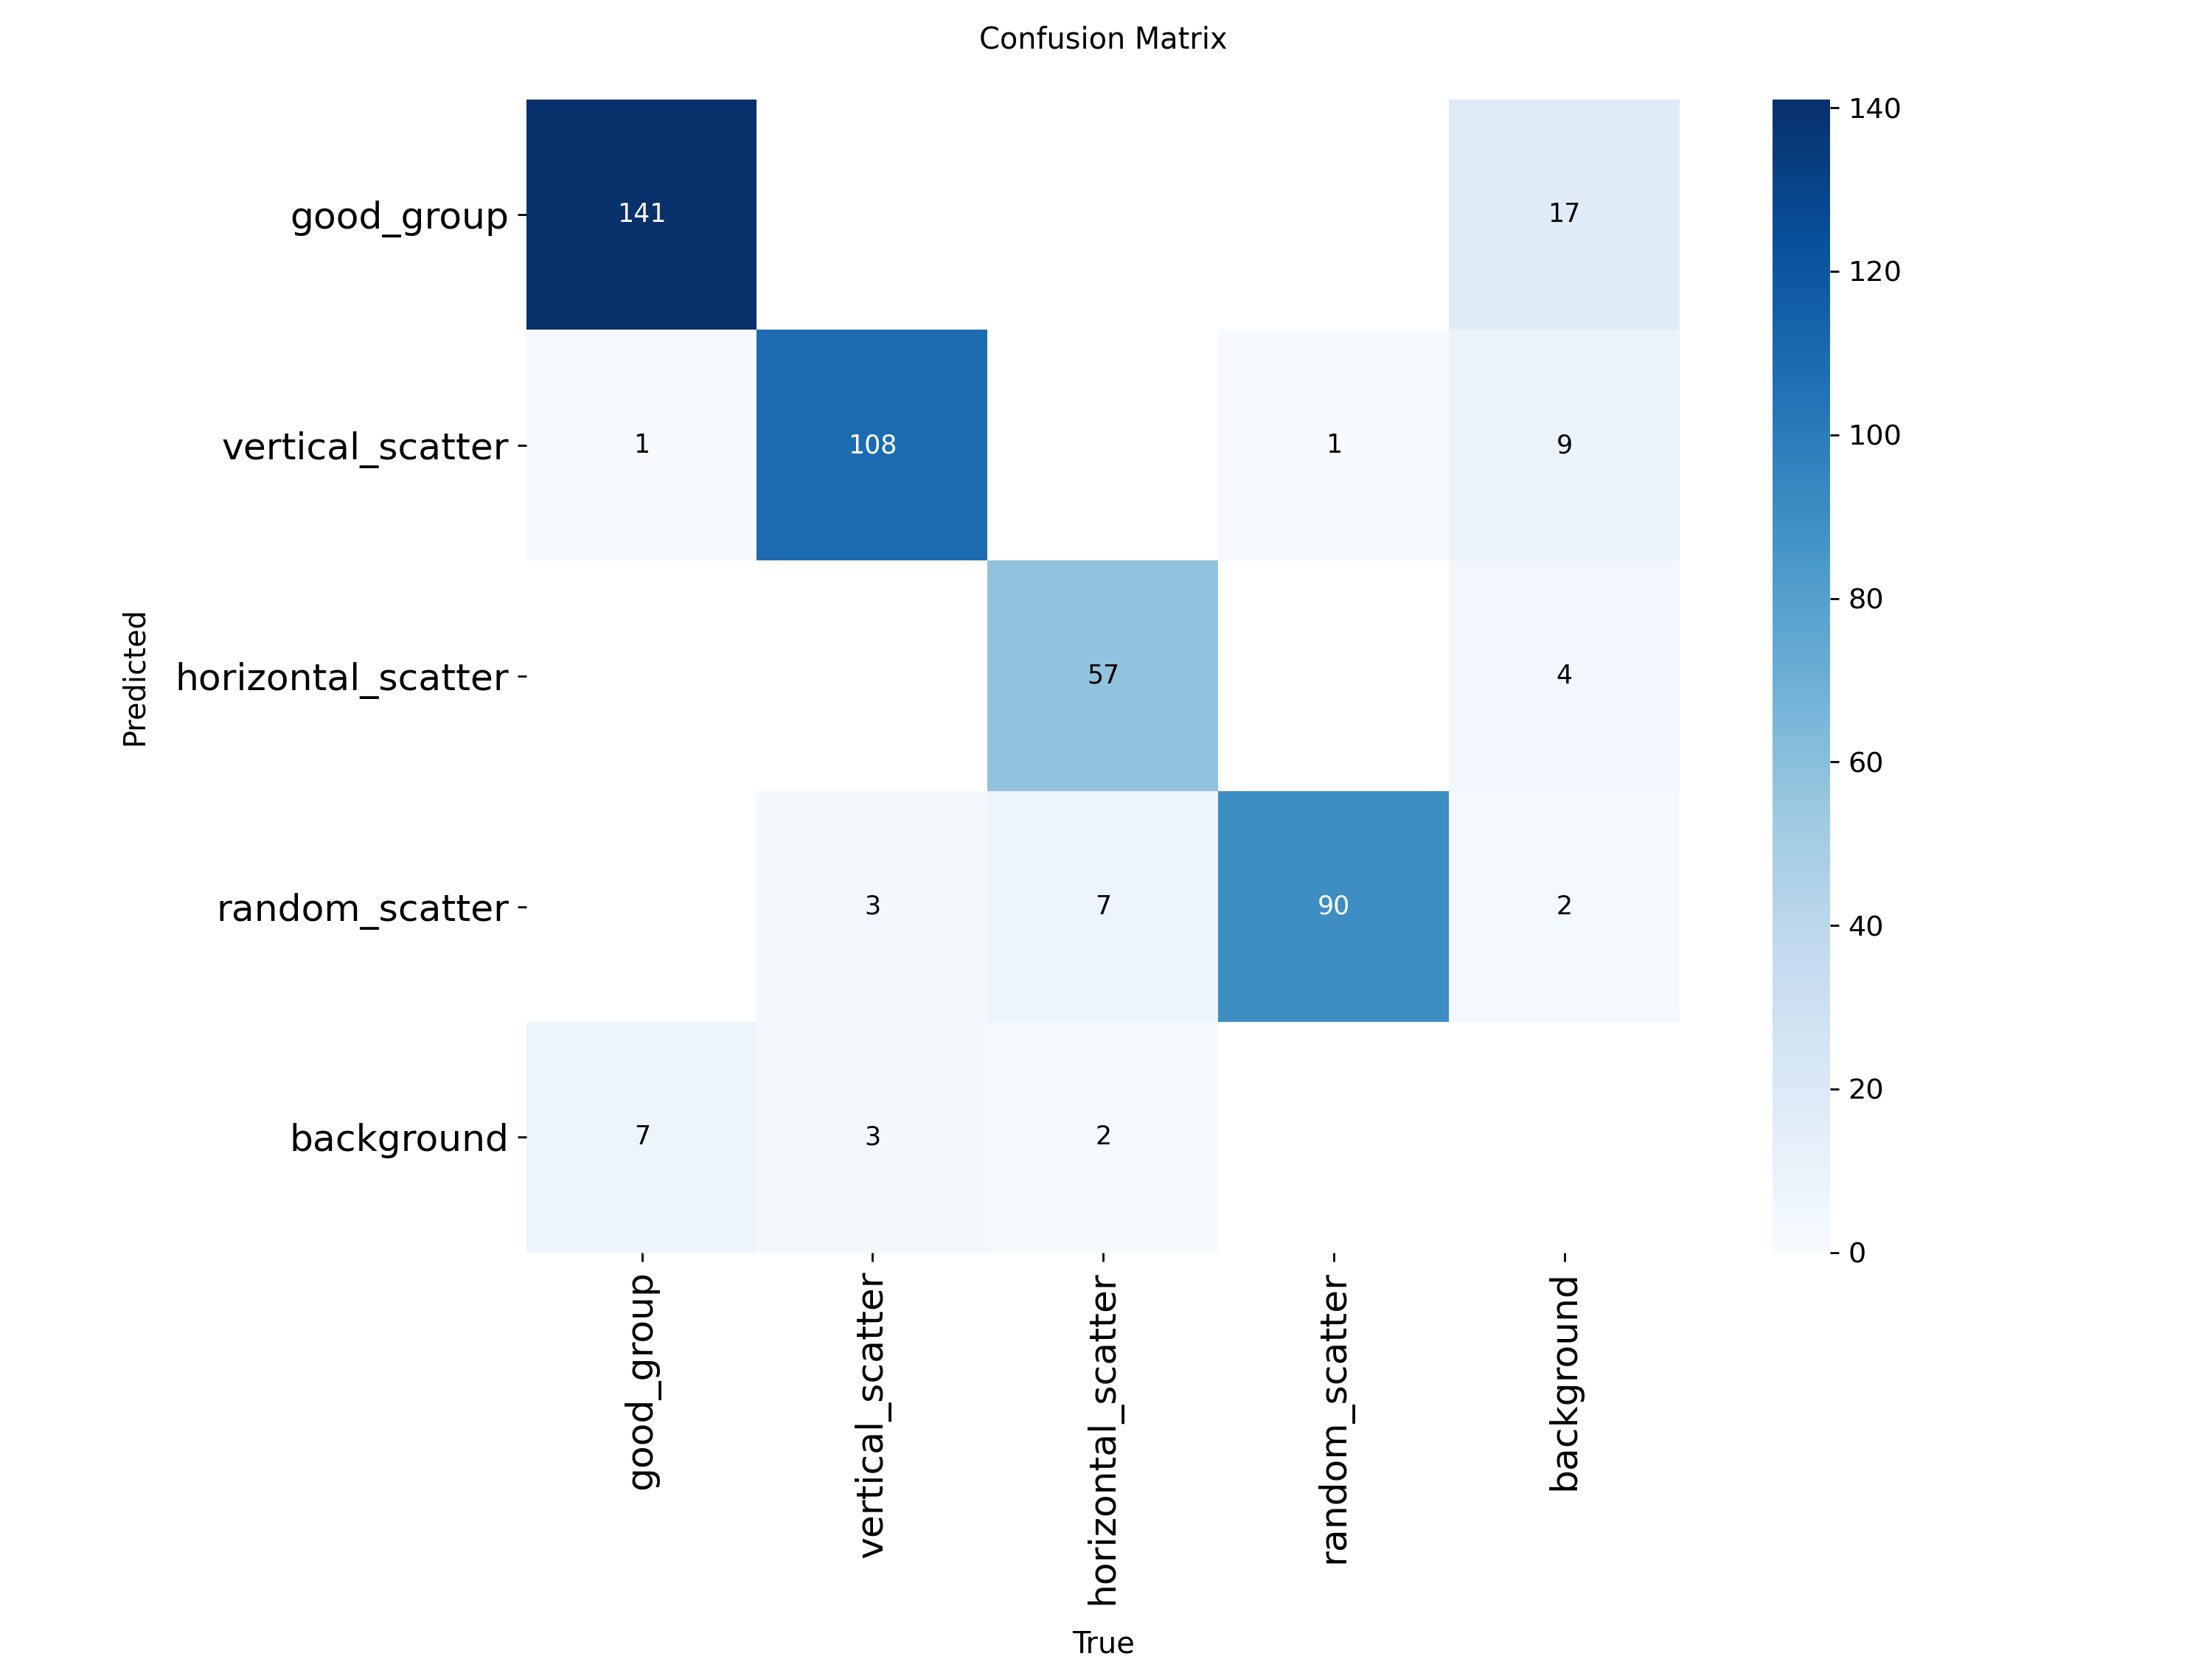 Confusion Matrix
140
good_group
141
17
120
100
vertical_scatter
1
108
1
9
80
Predicted
horizontal_scatter
57
4
60
40
random_scatter
3
7
90
2
20
background
7
3
2
0
good_group
vertical_scatter
horizontal_scatter
random_scatter
background
True